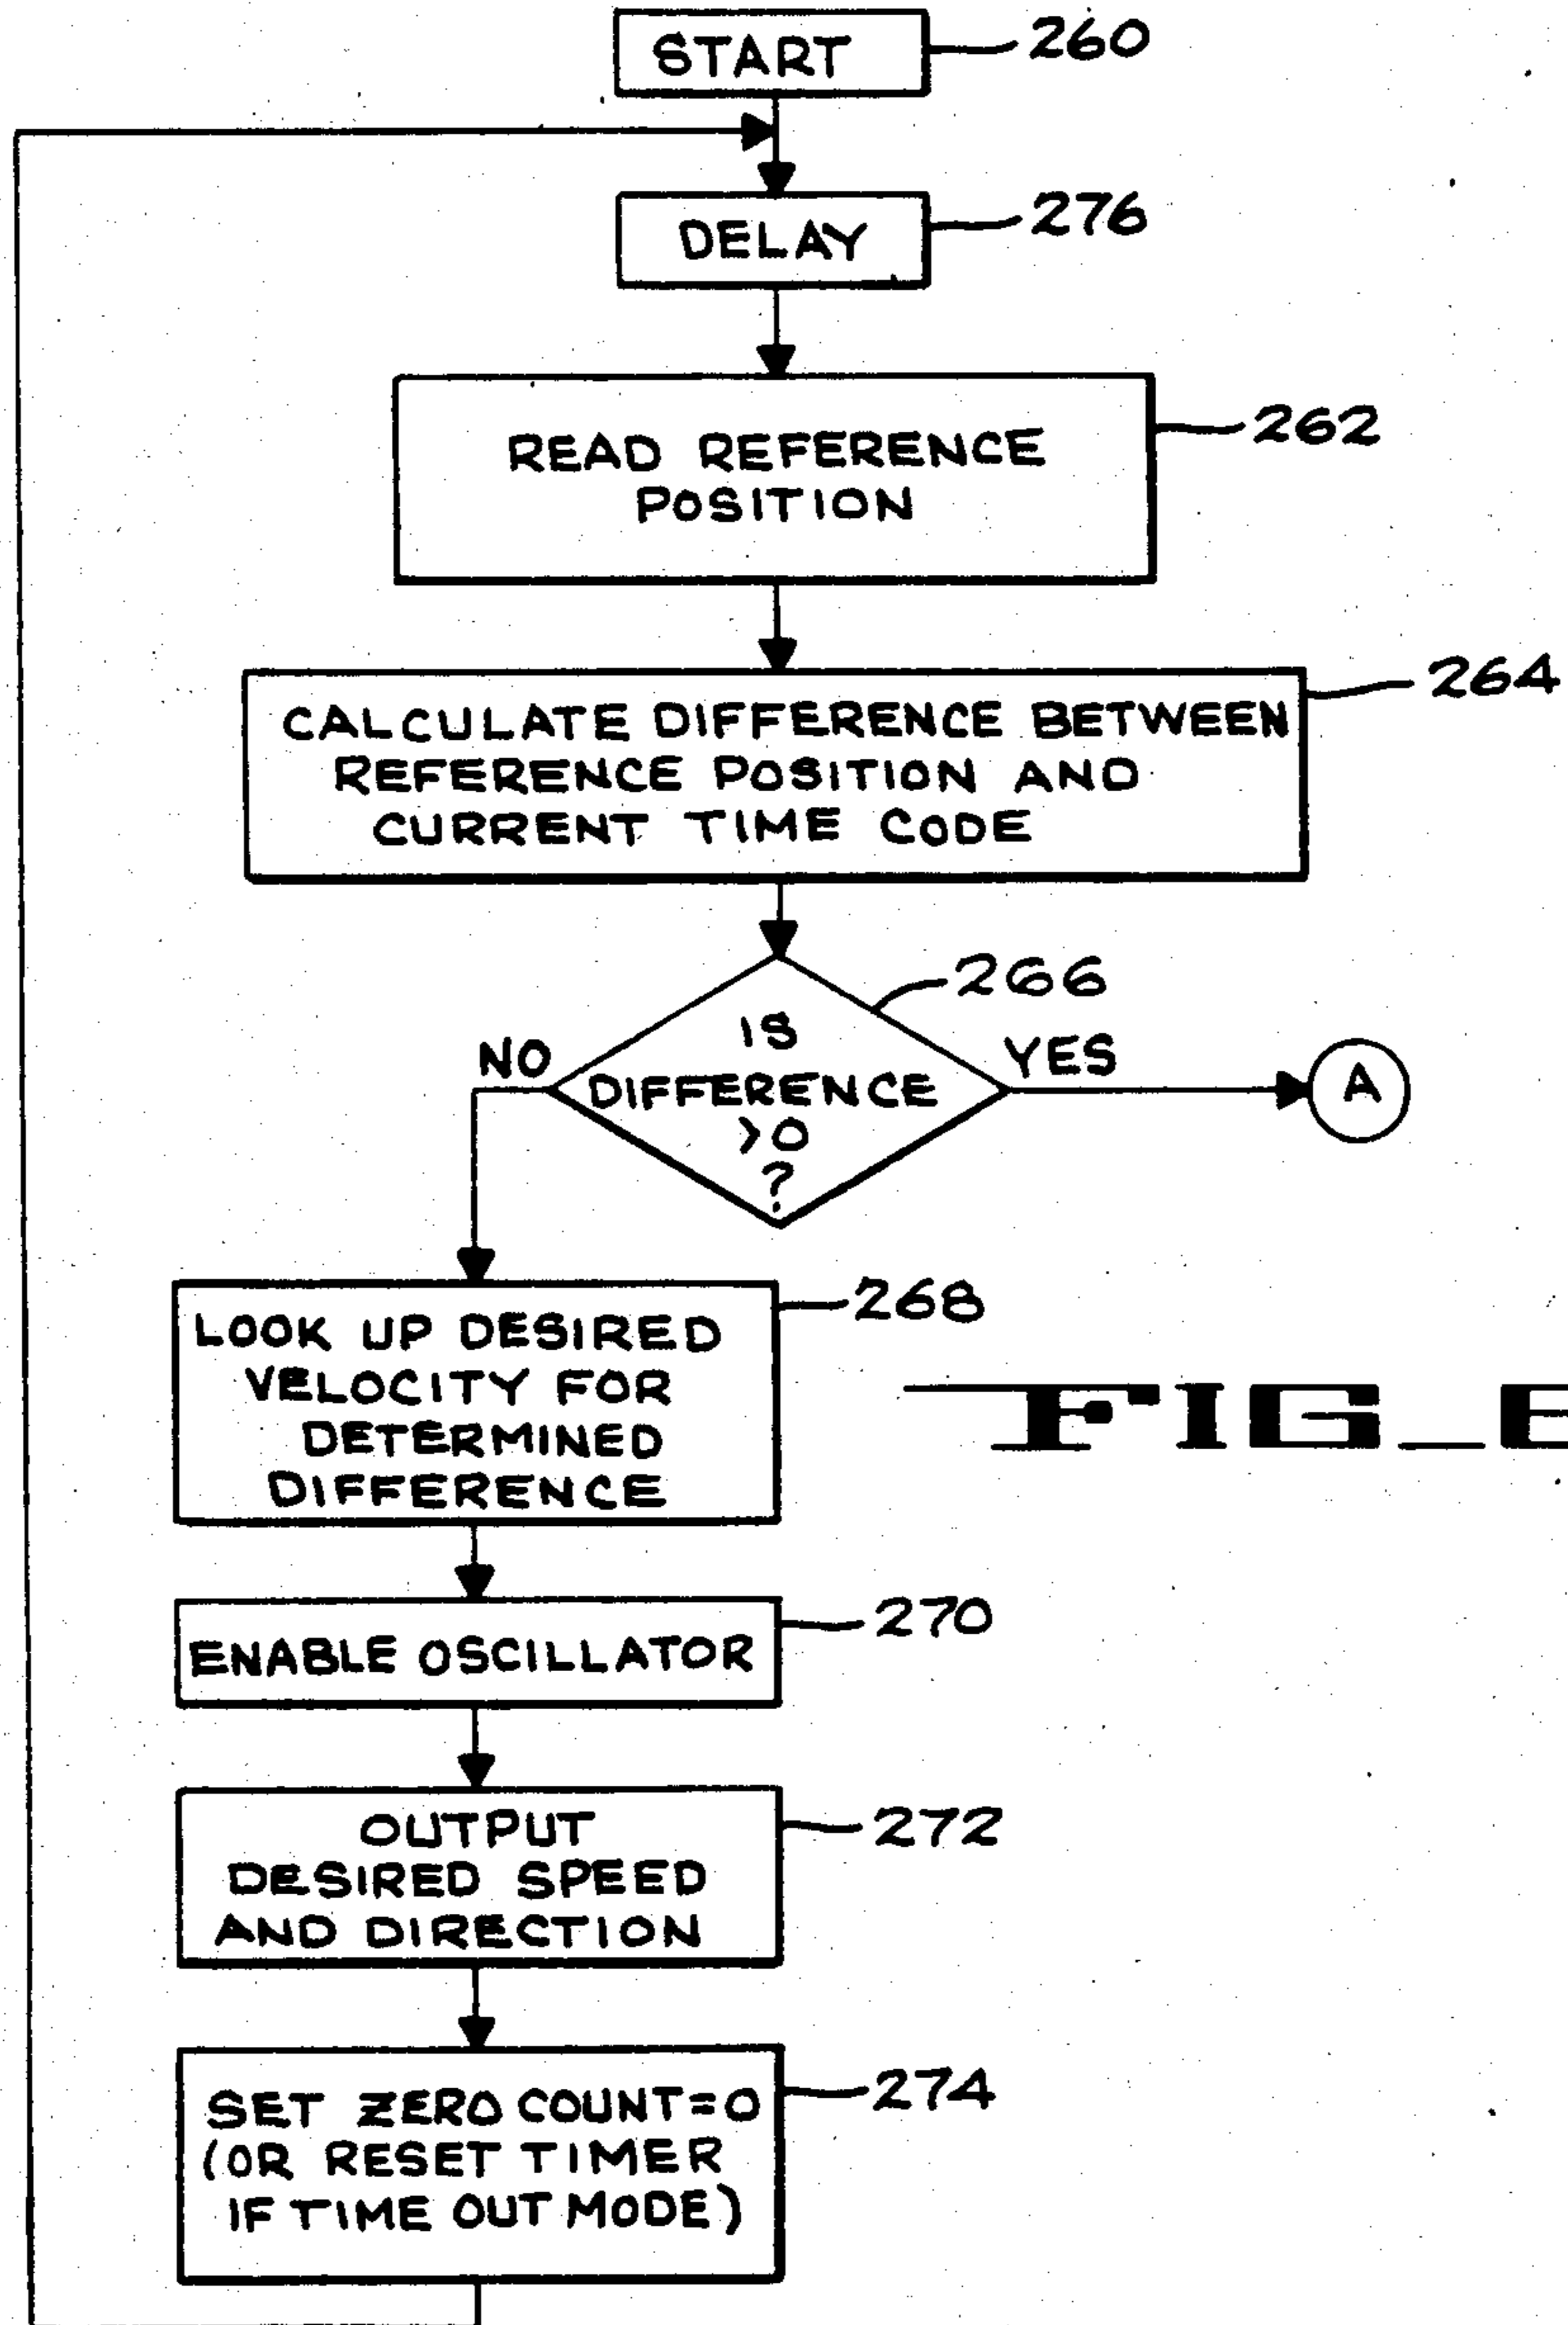 START
260
DELAY
276
READ REFERENCE
POSITION
262
CALCULATE DIFFERENCE BETWEEN
REFERENCE POSITION AND
CURRENT TIME CODE
264
266
IS
DIFFERENCE
>0
?
NO
YES
A
LOOK UP DESIRED
VELOCITY FOR
DETERMINED
DIFFERENCE
268
FIG_
ENABLE OSCILLATOR
270
OUTPUT
DESIRED SPEED
AND DIRECTION
272
SET ZERO COUNT=0
(OR RESET TIMER
IF TIME OUT MODE)
274